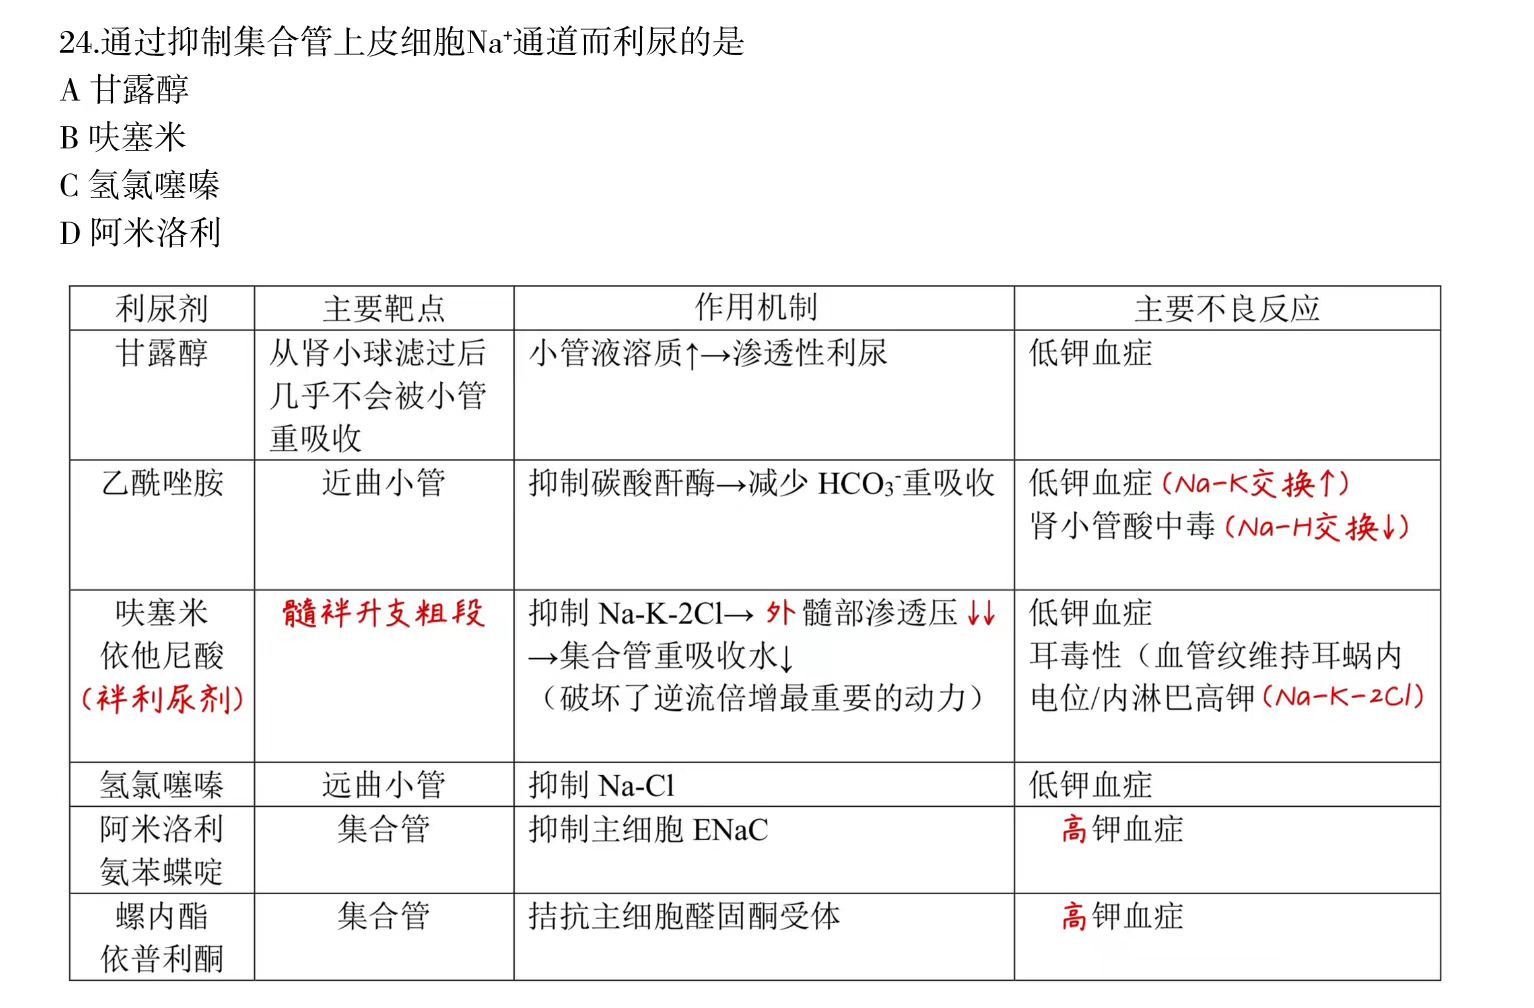 24.通过抑制集合管上皮细胞Na⁺通道而利尿的是
A 甘露醇
B 呋塞米
C 氢氯噻嗪
D 阿米洛利
利尿剂 主要靶点 作用机制 主要不良反应
甘露醇 从肾小球滤过后 小管液溶质↑→渗透性利尿 低钾血症
几乎不会被小管
重吸收
乙酰唑胺 近曲小管 抑制碳酸酐酶→减少 HCO₃⁻重吸收 低钾血症(Na-K交换↑)
肾小管酸中毒(Na-H交换↓)
呋塞米 髓袢升支粗段 抑制 Na-K-2Cl→ 外 髓部渗透压↓↓ 低钾血症
依他尼酸 →集合管重吸收水↓ 耳毒性（血管纹维持耳蜗内
(袢利尿剂) （破坏了逆流倍增最重要的动力） 电位/内淋巴高钾(Na-K-2Cl)
氢氯噻嗪 远曲小管 抑制 Na-Cl 低钾血症
阿米洛利 集合管 抑制主细胞 ENaC 高钾血症
氨苯蝶啶
螺内酯 集合管 拮抗主细胞醛固酮受体 高钾血症
依普利酮